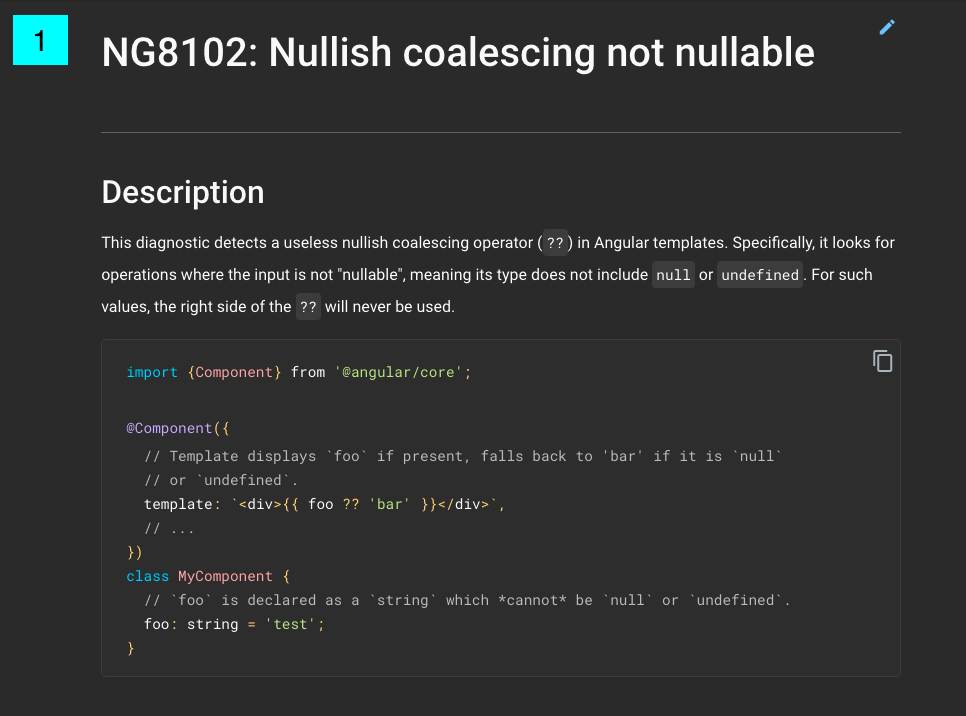 1
NG8102: Nullish coalescing not nullable
Description
This diagnostic detects a useless nullish coalescing operator ( ?? ) in Angular templates. Specifically, it looks for
operations where the input is not "nullable", meaning its type does not include null or undefined. For such
values, the right side of the ?? will never be used.
import {Component} from '@angular/core';
@Component({
  // Template displays `foo` if present, falls back to 'bar' if it is `null`
  // or `undefined`.
  template: `<div>{{ foo ?? 'bar' }}</div>`,
  // ...
})
class MyComponent {
  // `foo` is declared as a `string` which *cannot* be `null` or `undefined`.
  foo: string = 'test';
}